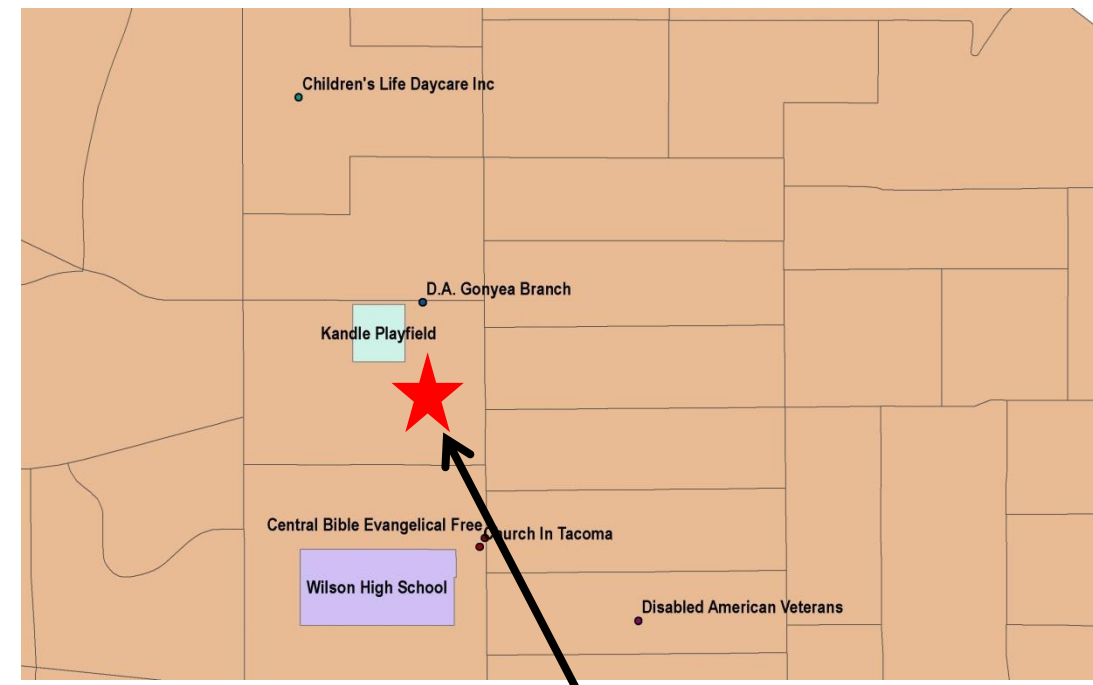 Children's Life Daycare Inc
D.A. Gonyea Branch
Kandle Playfield
Central Bible Evangelical Free
Church In Tacoma
Wilson High School
Disabled American Veterans